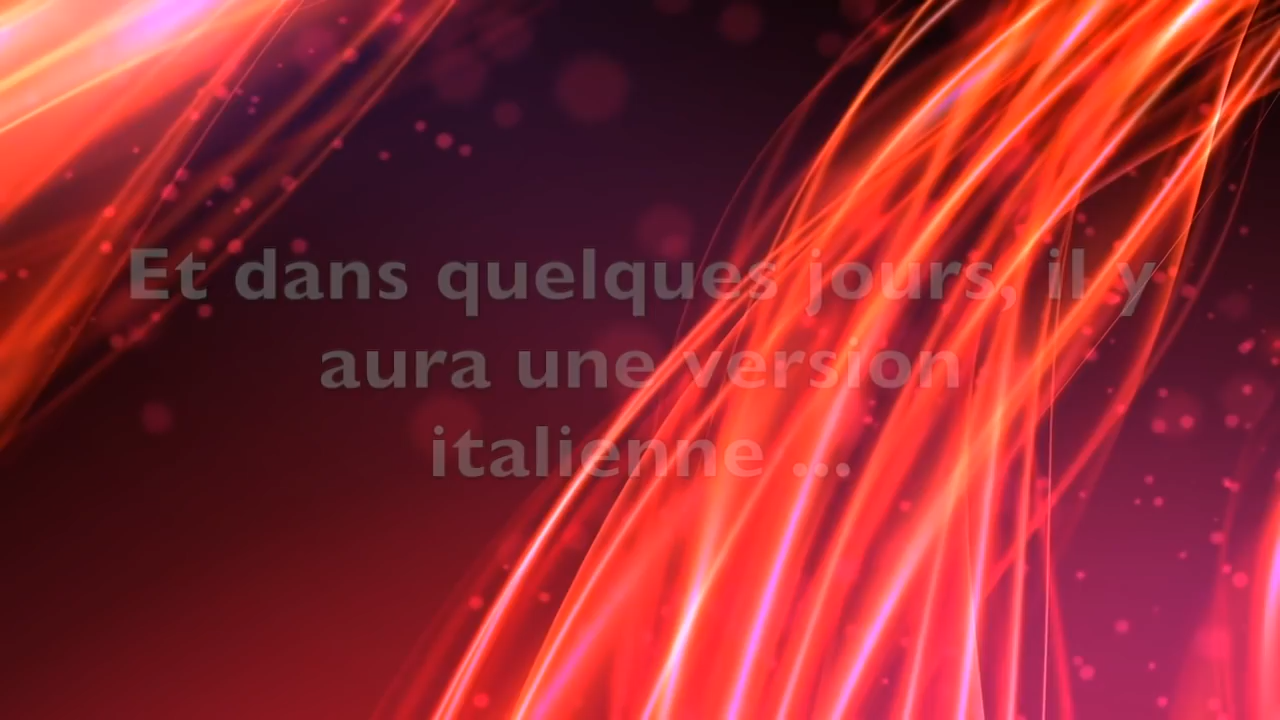 Et dans quelques jours, il y
aura une version
italienne ...